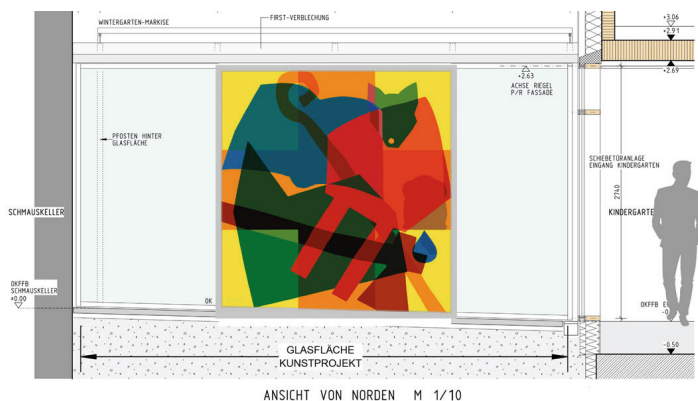 FIRST-VERBLECHUNG
WINTERGARTEN-MARKISE
+3.06
+2.91
+2.69
+2.63
ACHSE RIEGEL
P/R FASSADE
PFOSTEN HINTER
GLASFLÄCHE
SCHIEBETÜRANLAGE
EINGANG KINDERGARTEN
2740
SCHMAUSKELLER
KINDERGARTE
OKFFB
SCHMAUSKELLER
±0.00
OK
OKFFB E
-0.50
GLASFLÄCHE
KUNSTPROJEKT
ANSICHT VON NORDEN M 1/10